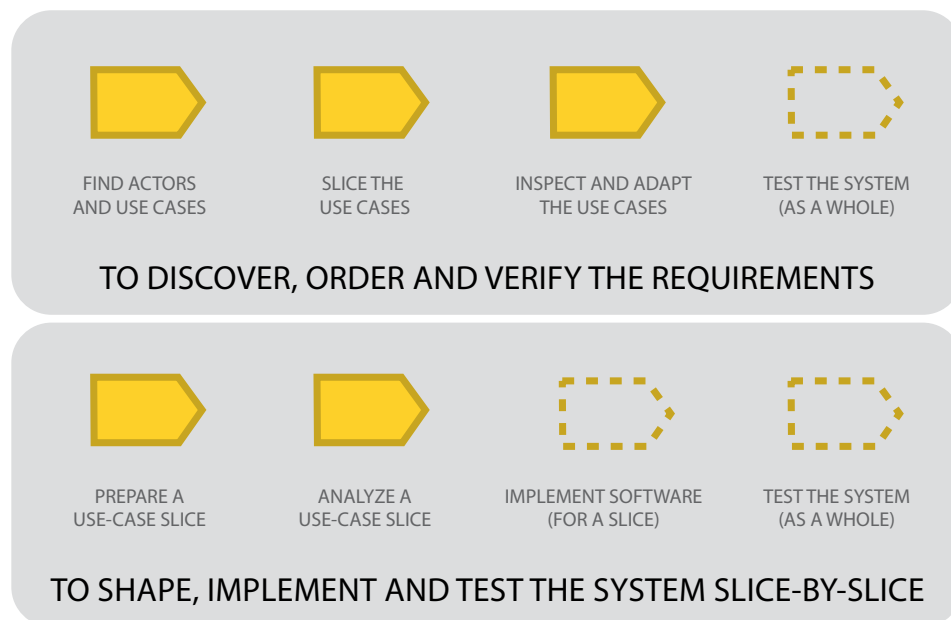 FIND ACTORS
AND USE CASES
SLICE THE
USE CASES
INSPECT AND ADAPT
THE USE CASES
TEST THE SYSTEM
(AS A WHOLE)
TO DISCOVER, ORDER AND VERIFY THE REQUIREMENTS
PREPARE A
USE-CASE SLICE
ANALYZE A
USE-CASE SLICE
IMPLEMENT SOFTWARE
(FOR A SLICE)
TEST THE SYSTEM
(AS A WHOLE)
TO SHAPE, IMPLEMENT AND TEST THE SYSTEM SLICE-BY-SLICE